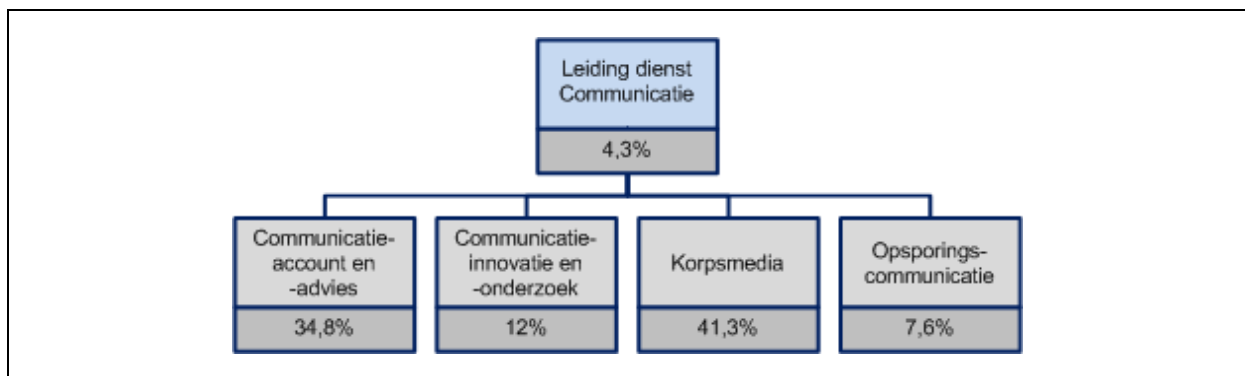 Leiding dienst
Communicatie
4,3%
Communicatie-
account en
-advies
34,8%
Communicatie-
innovatie en
-onderzoek
12%
Korpsmedia
41,3%
Opsporings-
communicatie
7,6%